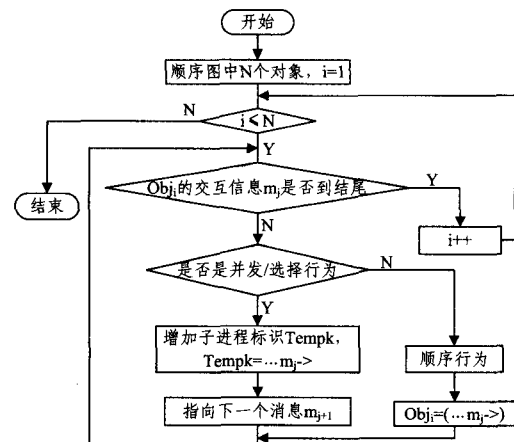 开始
顺序图中N个对象，i=1
N
i≤N
Y
Obj_i的交互信息m_j是否到结尾
Y
结束
N
i++
是否是并发/选择行为
N
Y
增加子进程标识Tempk，
Tempk=…m_j->
顺序行为
指向下一个消息m_{j+1}
Obj_i=(…m_j->)